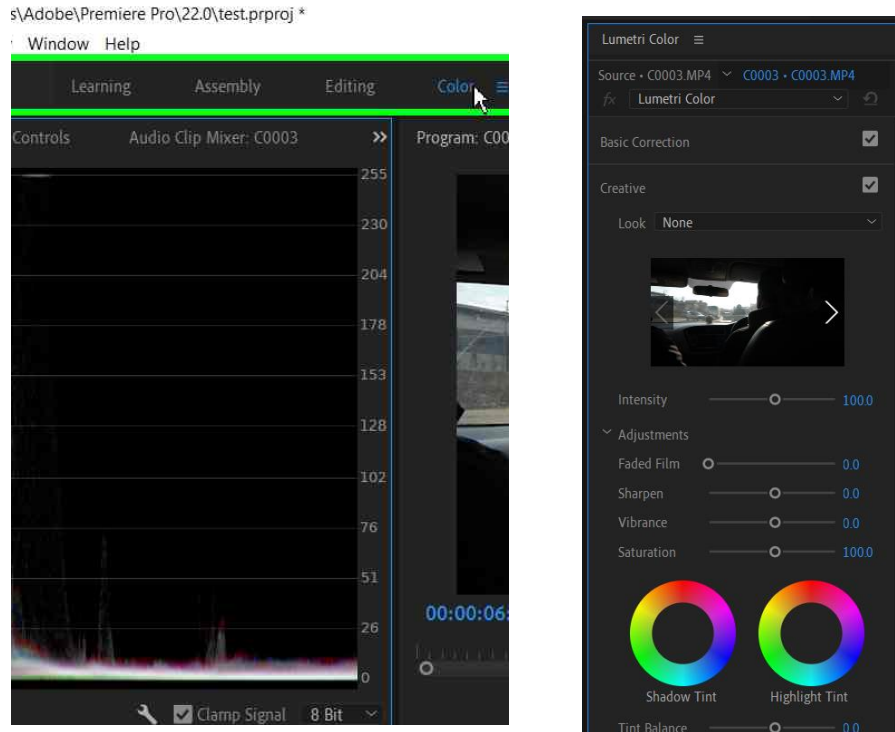 s\Adobe\Premiere Pro\22.0\test.prproj *
Window Help
Learning Assembly Editing Color
Controls Audio Clip Mixer: C0003 Program: C00
255
230
204
178
153
128
102
76
51
26
0
00:00:06:
Clamp Signal 8 Bit
Lumetri Color
Source • C0003.MP4 C0003 • C0003.MP4
fx Lumetri Color
Basic Correction
Creative
Look None
Intensity 100.0
Adjustments
Faded Film 0.0
Sharpen 0.0
Vibrance 0.0
Saturation 100.0
Shadow Tint Highlight Tint
Tint Balance 0.0